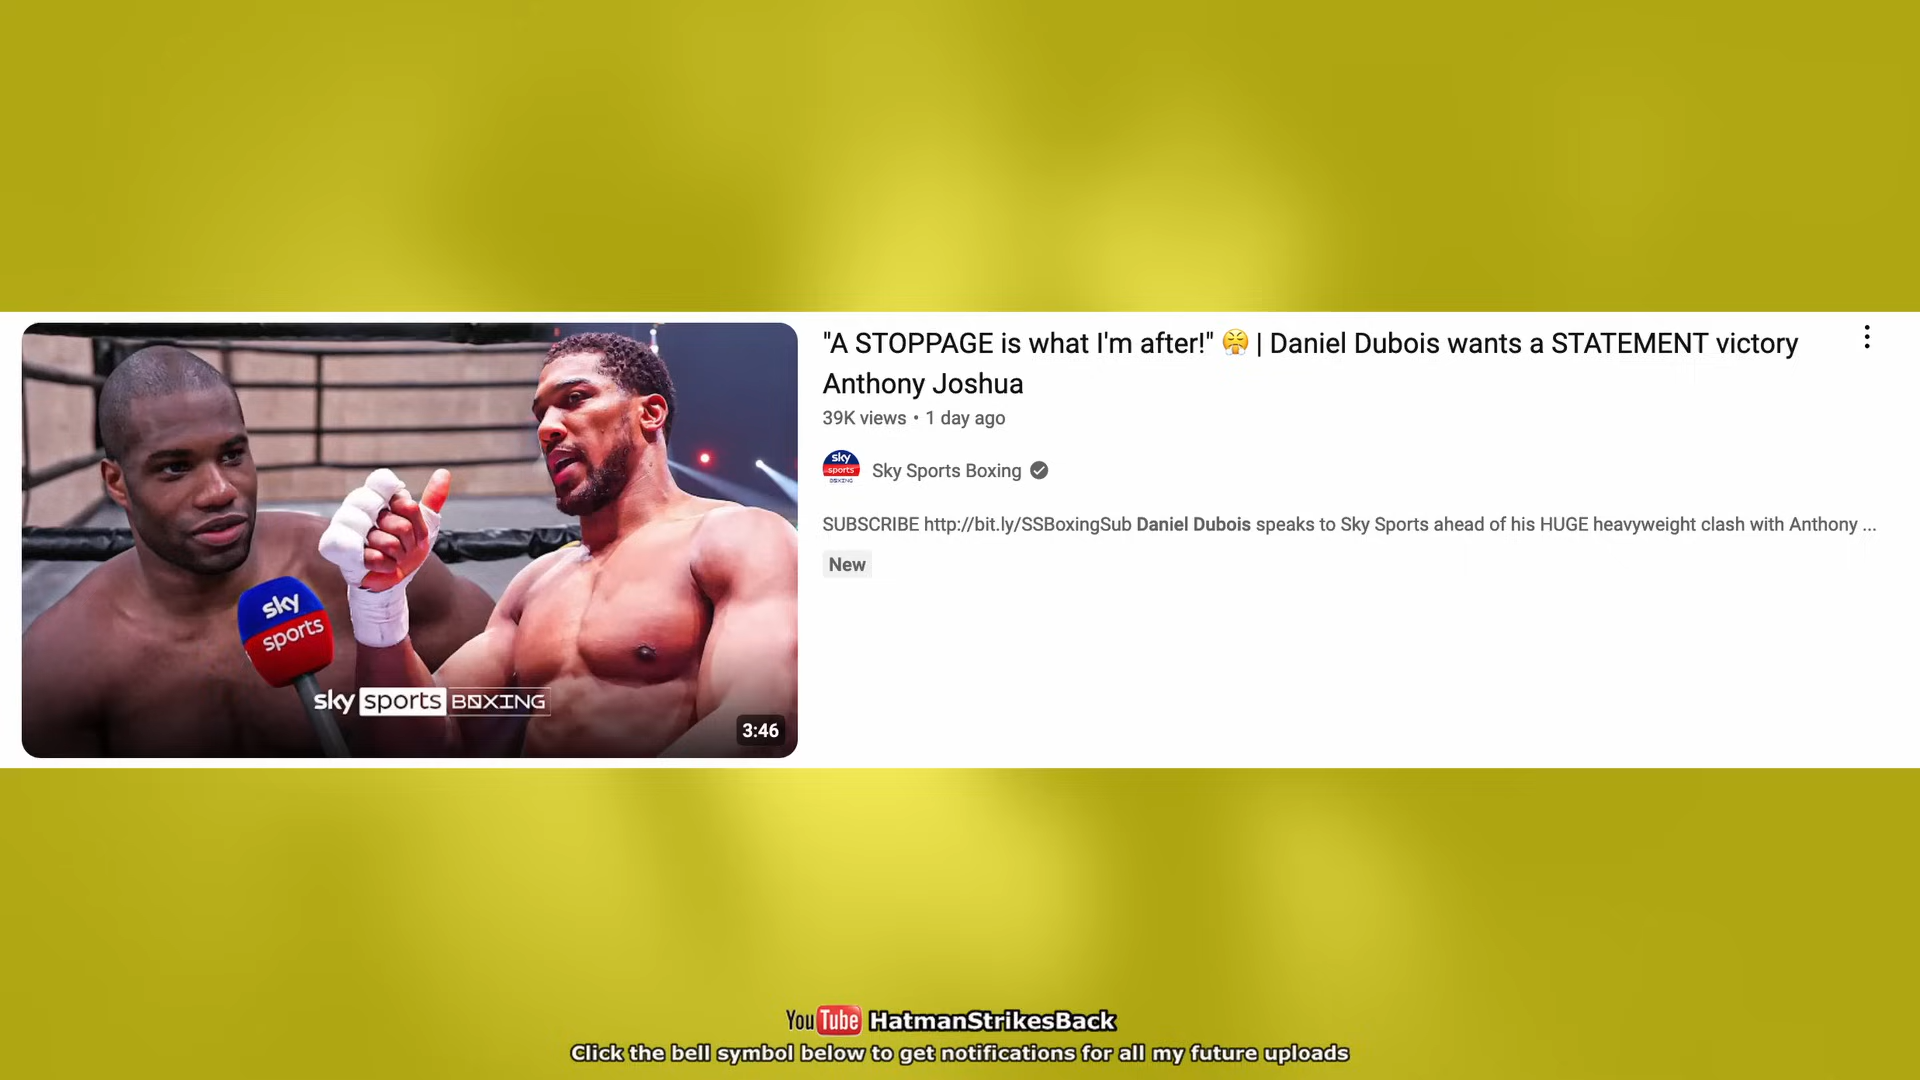 "A STOPPAGE is what I'm after!" 😤 | Daniel Dubois wants a STATEMENT victory
Anthony Joshua
39K views • 1 day ago
sky
sports
BOXING
Sky Sports Boxing
SUBSCRIBE http://bit.ly/SSBoxingSub Daniel Dubois speaks to Sky Sports ahead of his HUGE heavyweight clash with Anthony ...
New
sky
sports
sky sports BOXING
3:46
YouTube HatmanStrikesBack
Click the bell symbol below to get notifications for all my future uploads